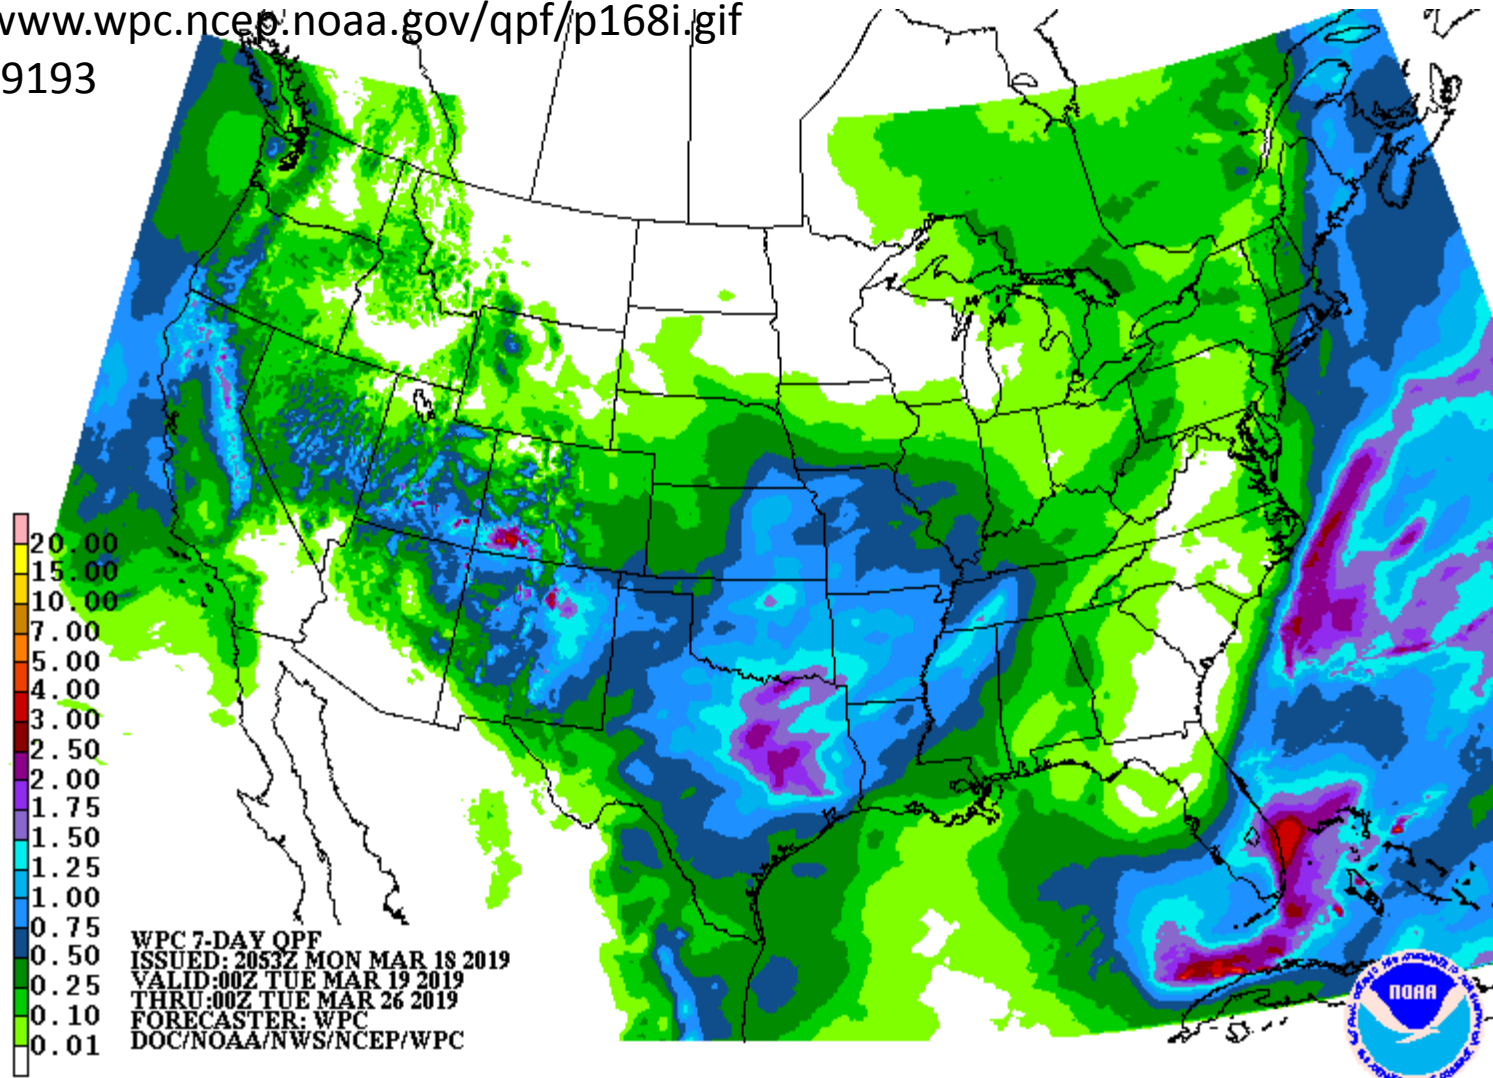 www.wpc.ncep.noaa.gov/qpf/p168i.gif
9193
20.00
15.00
10.00
7.00
5.00
4.00
3.00
2.50
2.00
1.75
1.50
1.25
1.00
0.75
0.50
0.25
0.10
0.01
WPC 7-DAY QPF
ISSUED: 2053Z MON MAR 18 2019
VALID:00Z TUE MAR 19 2019
THRU:00Z TUE MAR 26 2019
FORECASTER: WPC
DOC/NOAA/NWS/NCEP/WPC
NOAA